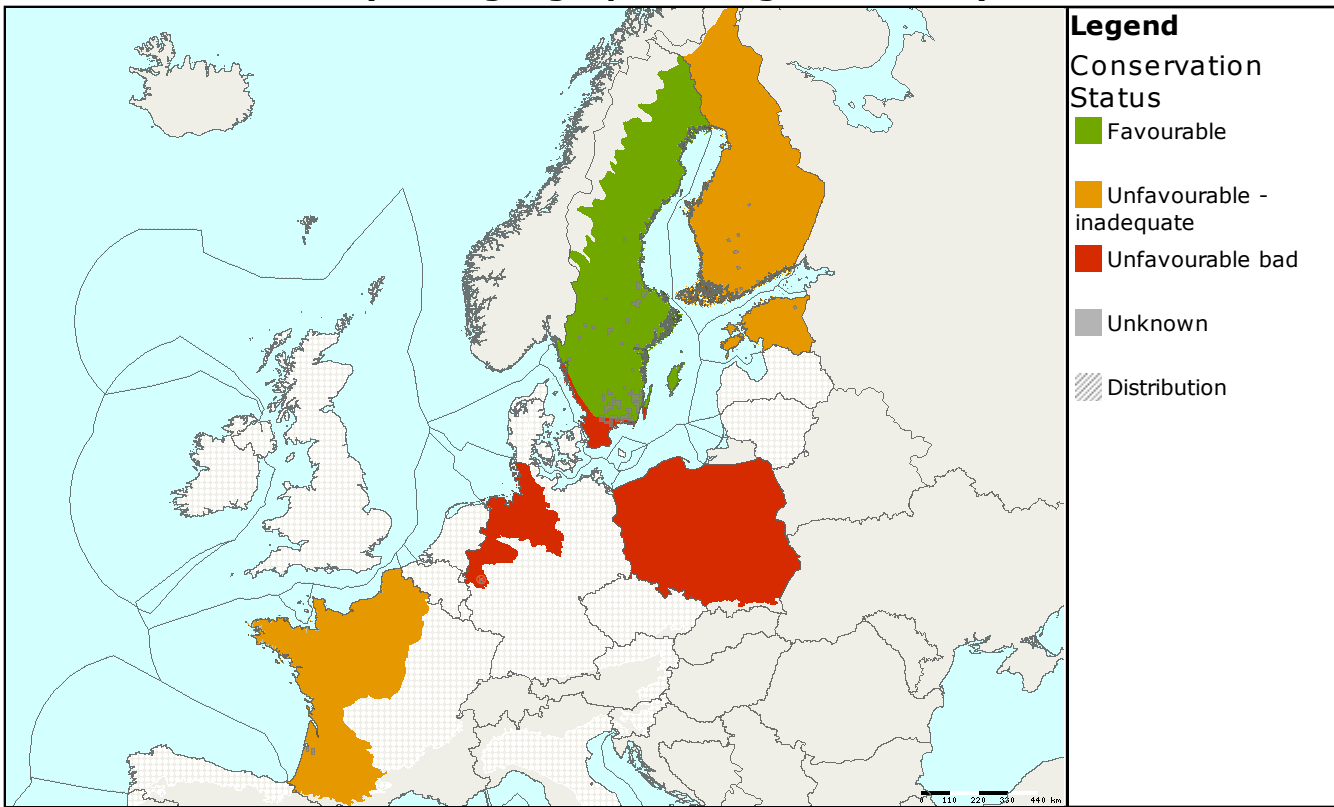 Legend
Conservation
Status
Favourable
Unfavourable -
inadequate
Unfavourable bad
Unknown
Distribution
0 110 220 330 440 km